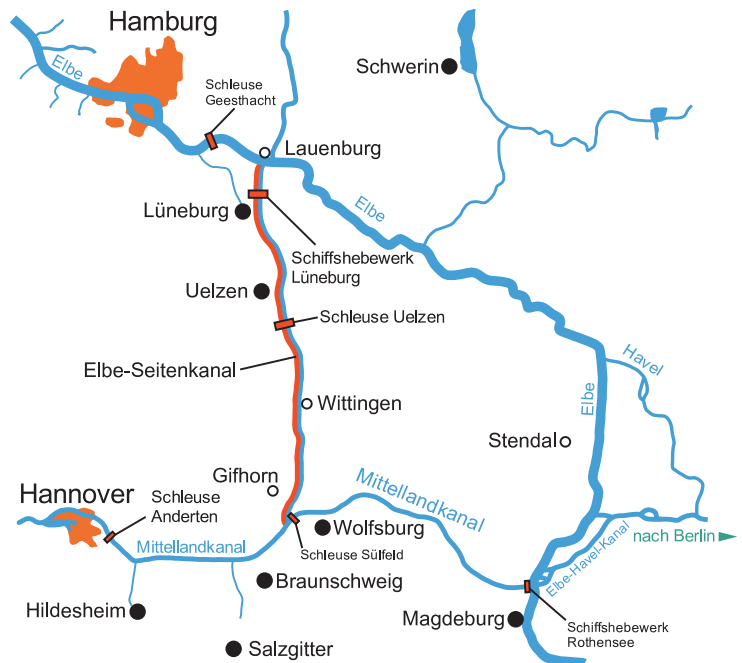 Hamburg
Elbe
Schleuse
Geesthacht
Schwerin
Lauenburg
Lüneburg
Elbe
Schiffshebewerk
Lüneburg
Uelzen
Schleuse Uelzen
Elbe-Seitenkanal
Havel
Elbe
Wittingen
Stendal
Gifhorn
Mittellandkanal
Hannover
Schleuse
Anderten
Wolfsburg
nach Berlin
Mittellandkanal
Schleuse Sülfeld
Elbe-Havel-Kanal
Braunschweig
Hildesheim
Magdeburg
Schiffshebewerk
Rothensee
Salzgitter